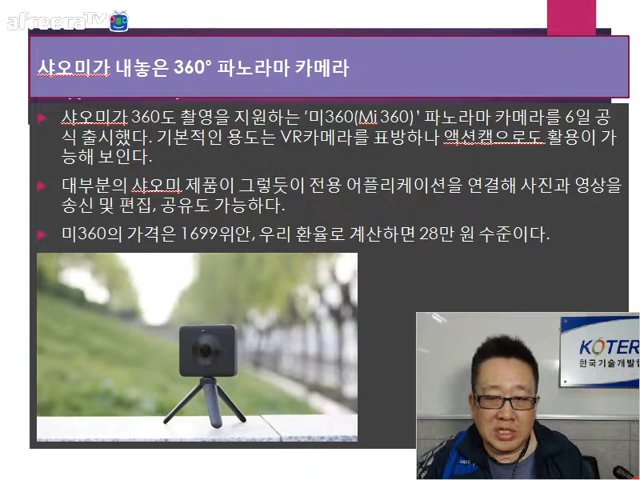 afreecaTV
샤오미가 내놓은 360° 파노라마 카메라
샤오미가 360도 촬영을 지원하는 '미360(Mi 360)' 파노라마 카메라를 6일 공
식 출시했다. 기본적인 용도는 VR카메라를 표방하나 액션캠으로도 활용이 가
능해 보인다.
대부분의 샤오미 제품이 그렇듯이 전용 어플리케이션을 연결해 사진과 영상을
송신 및 편집, 공유도 가능하다.
미360의 가격은 1699위안, 우리 환율로 계산하면 28만 원 수준이다.
KOTER
한국기술개발